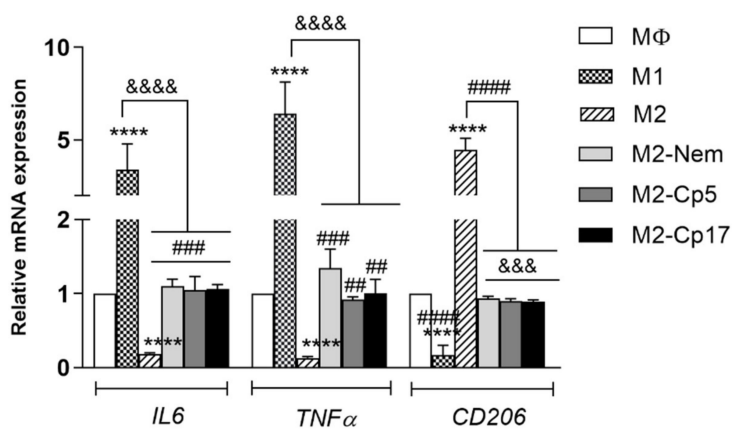 Relative mRNA expression
10
5
2
1
0
&&&&
****
###
****
&&&&
****
###
##
##
****
####
****
&&&
####
****
IL6
TNFα
CD206
MΦ
M1
M2
M2-Nem
M2-Cp5
M2-Cp17